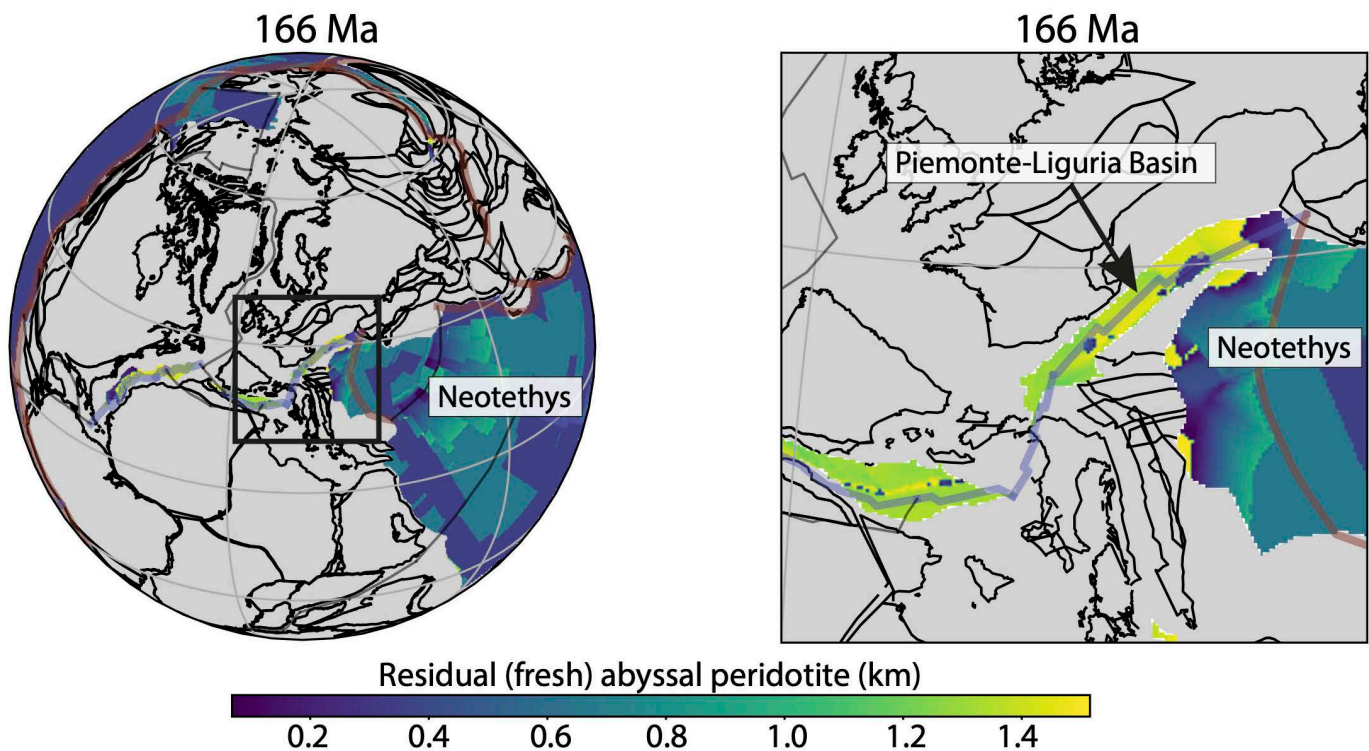 166 Ma
166 Ma
Piemonte-Liguria Basin
Neotethys
Neotethys
Residual (fresh) abyssal peridotite (km)
0.2 0.4 0.6 0.8 1.0 1.2 1.4